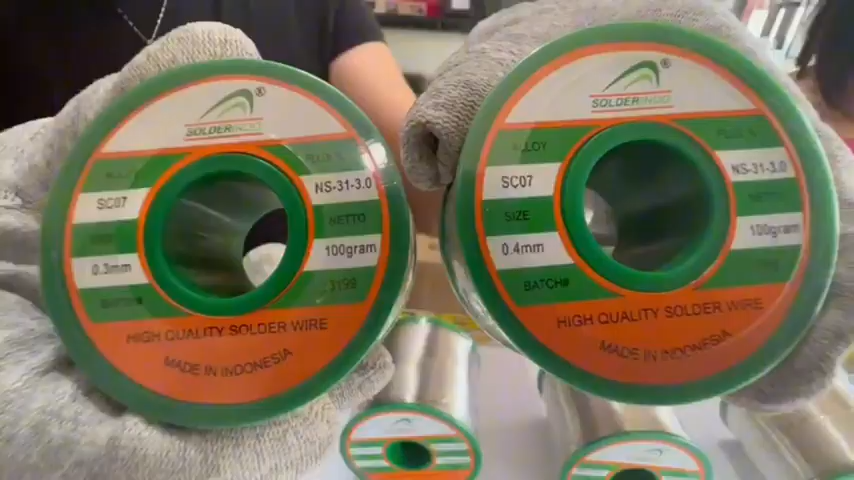 SOLDERINDO
ALLOY
FLUX %
SC07
NS-31-3.0
NETTO
0.3mm
100gram
BATCH#
HIGH QUALITY SOLDER WIRE
MADE IN INDONESIA
SOLDERINDO
ALLOY
FLUX %
SC07
NS-31-3.0
SIZE
NETTO
0.4mm
100gram
BATCH#
HIGH QUALITY SOLDER WIRE
MADE IN INDONESIA